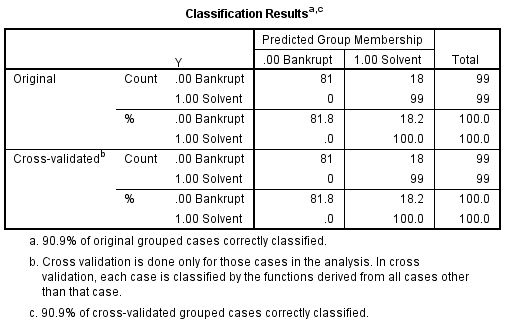 Classification Resultsa,c
Predicted Group Membership
Y .00 Bankrupt 1.00 Solvent Total
Original Count .00 Bankrupt 81 18 99
1.00 Solvent 0 99 99
% .00 Bankrupt 81.8 18.2 100.0
1.00 Solvent .0 100.0 100.0
Cross-validatedb Count .00 Bankrupt 81 18 99
1.00 Solvent 0 99 99
% .00 Bankrupt 81.8 18.2 100.0
1.00 Solvent .0 100.0 100.0
a. 90.9% of original grouped cases correctly classified.
b. Cross validation is done only for those cases in the analysis. In cross
validation, each case is classified by the functions derived from all cases other
than that case.
c. 90.9% of cross-validated grouped cases correctly classified.